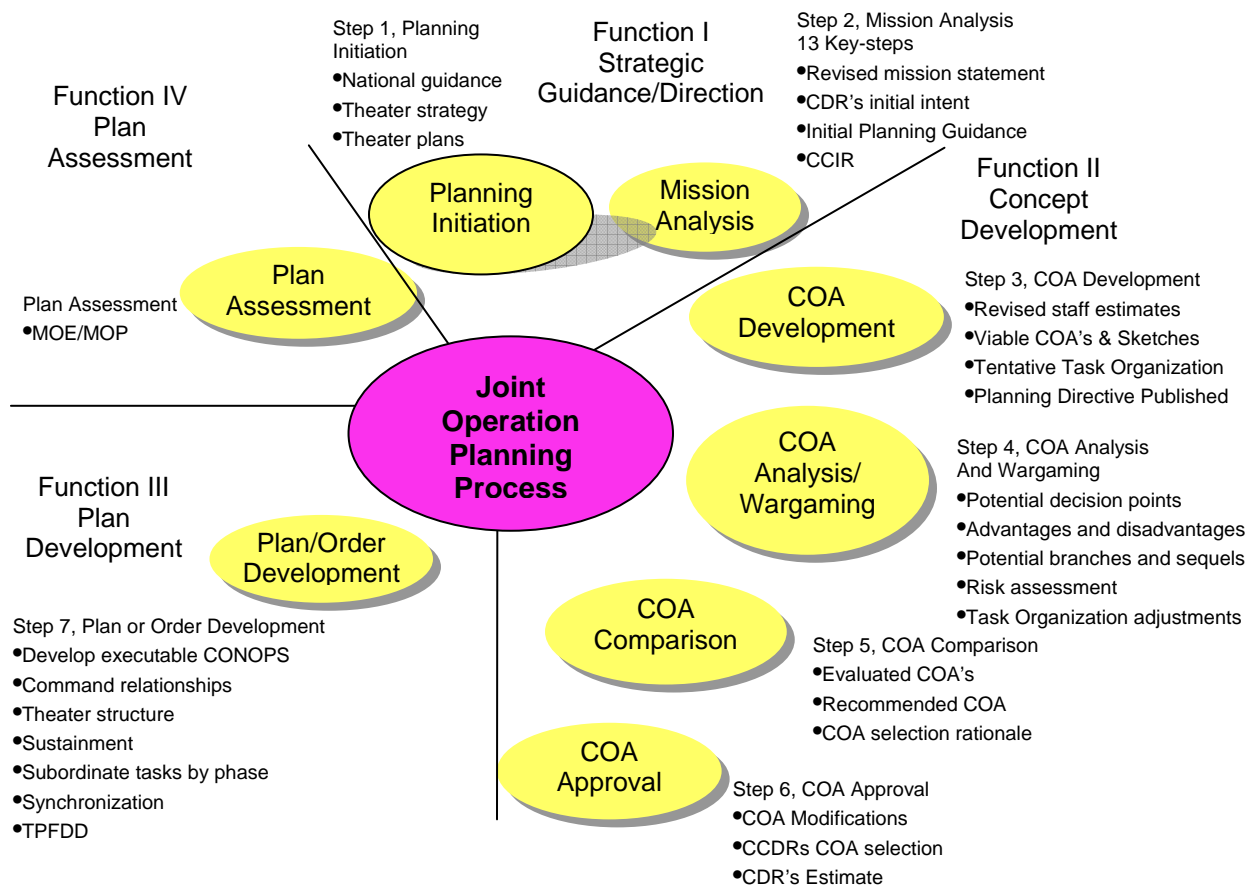 Step 1, Planning
Initiation
•National guidance
•Theater strategy
•Theater plans
Function I
Strategic
Guidance/Direction
Step 2, Mission Analysis
13 Key-steps
•Revised mission statement
•CDR's initial intent
•Initial Planning Guidance
•CCIR
Function IV
Plan
Assessment
Planning
Initiation
Mission
Analysis
Function II
Concept
Development
Plan
Assessment
Plan Assessment
•MOE/MOP
COA
Development
Step 3, COA Development
•Revised staff estimates
•Viable COA's & Sketches
•Tentative Task Organization
•Planning Directive Published
Joint
Operation
Planning
Process
COA
Analysis/
Wargaming
Step 4, COA Analysis
And Wargaming
•Potential decision points
•Advantages and disadvantages
•Potential branches and sequels
•Risk assessment
•Task Organization adjustments
Function III
Plan
Development
Plan/Order
Development
Step 7, Plan or Order Development
•Develop executable CONOPS
•Command relationships
•Theater structure
•Sustainment
•Subordinate tasks by phase
•Synchronization
•TPFDD
COA
Comparison
Step 5, COA Comparison
•Evaluated COA's
•Recommended COA
•COA selection rationale
COA
Approval
Step 6, COA Approval
•COA Modifications
•CCDRs COA selection
•CDR's Estimate